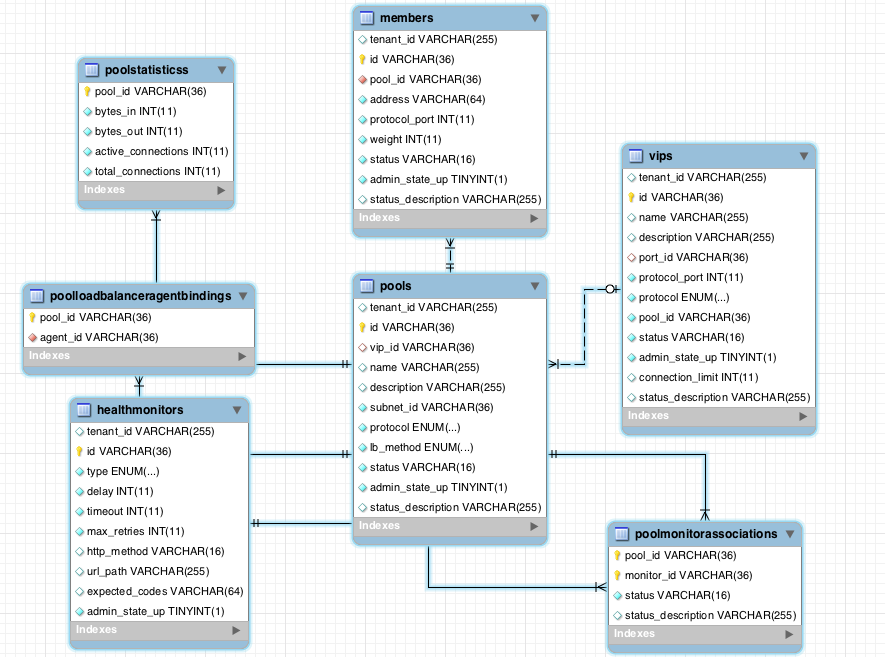 members
tenant_id VARCHAR(255)
id VARCHAR(36)
pool_id VARCHAR(36)
address VARCHAR(64)
protocol_port INT(11)
weight INT(11)
status VARCHAR(16)
admin_state_up TINYINT(1)
status_description VARCHAR(255)
Indexes
poolstatisticss
pool_id VARCHAR(36)
bytes_in INT(11)
bytes_out INT(11)
active_connections INT(11)
total_connections INT(11)
Indexes
vips
tenant_id VARCHAR(255)
id VARCHAR(36)
name VARCHAR(255)
description VARCHAR(255)
port_id VARCHAR(36)
protocol_port INT(11)
protocol ENUM(...)
pool_id VARCHAR(36)
status VARCHAR(16)
admin_state_up TINYINT(1)
connection_limit INT(11)
status_description VARCHAR(255)
Indexes
poolloadbalanceragentbindings
pool_id VARCHAR(36)
agent_id VARCHAR(36)
Indexes
pools
tenant_id VARCHAR(255)
id VARCHAR(36)
vip_id VARCHAR(36)
name VARCHAR(255)
description VARCHAR(255)
subnet_id VARCHAR(36)
protocol ENUM(...)
lb_method ENUM(...)
status VARCHAR(16)
admin_state_up TINYINT(1)
status_description VARCHAR(255)
Indexes
healthmonitors
tenant_id VARCHAR(255)
id VARCHAR(36)
type ENUM(...)
delay INT(11)
timeout INT(11)
max_retries INT(11)
http_method VARCHAR(16)
url_path VARCHAR(255)
expected_codes VARCHAR(64)
admin_state_up TINYINT(1)
Indexes
poolmonitorassociations
pool_id VARCHAR(36)
monitor_id VARCHAR(36)
status VARCHAR(16)
status_description VARCHAR(255)
Indexes